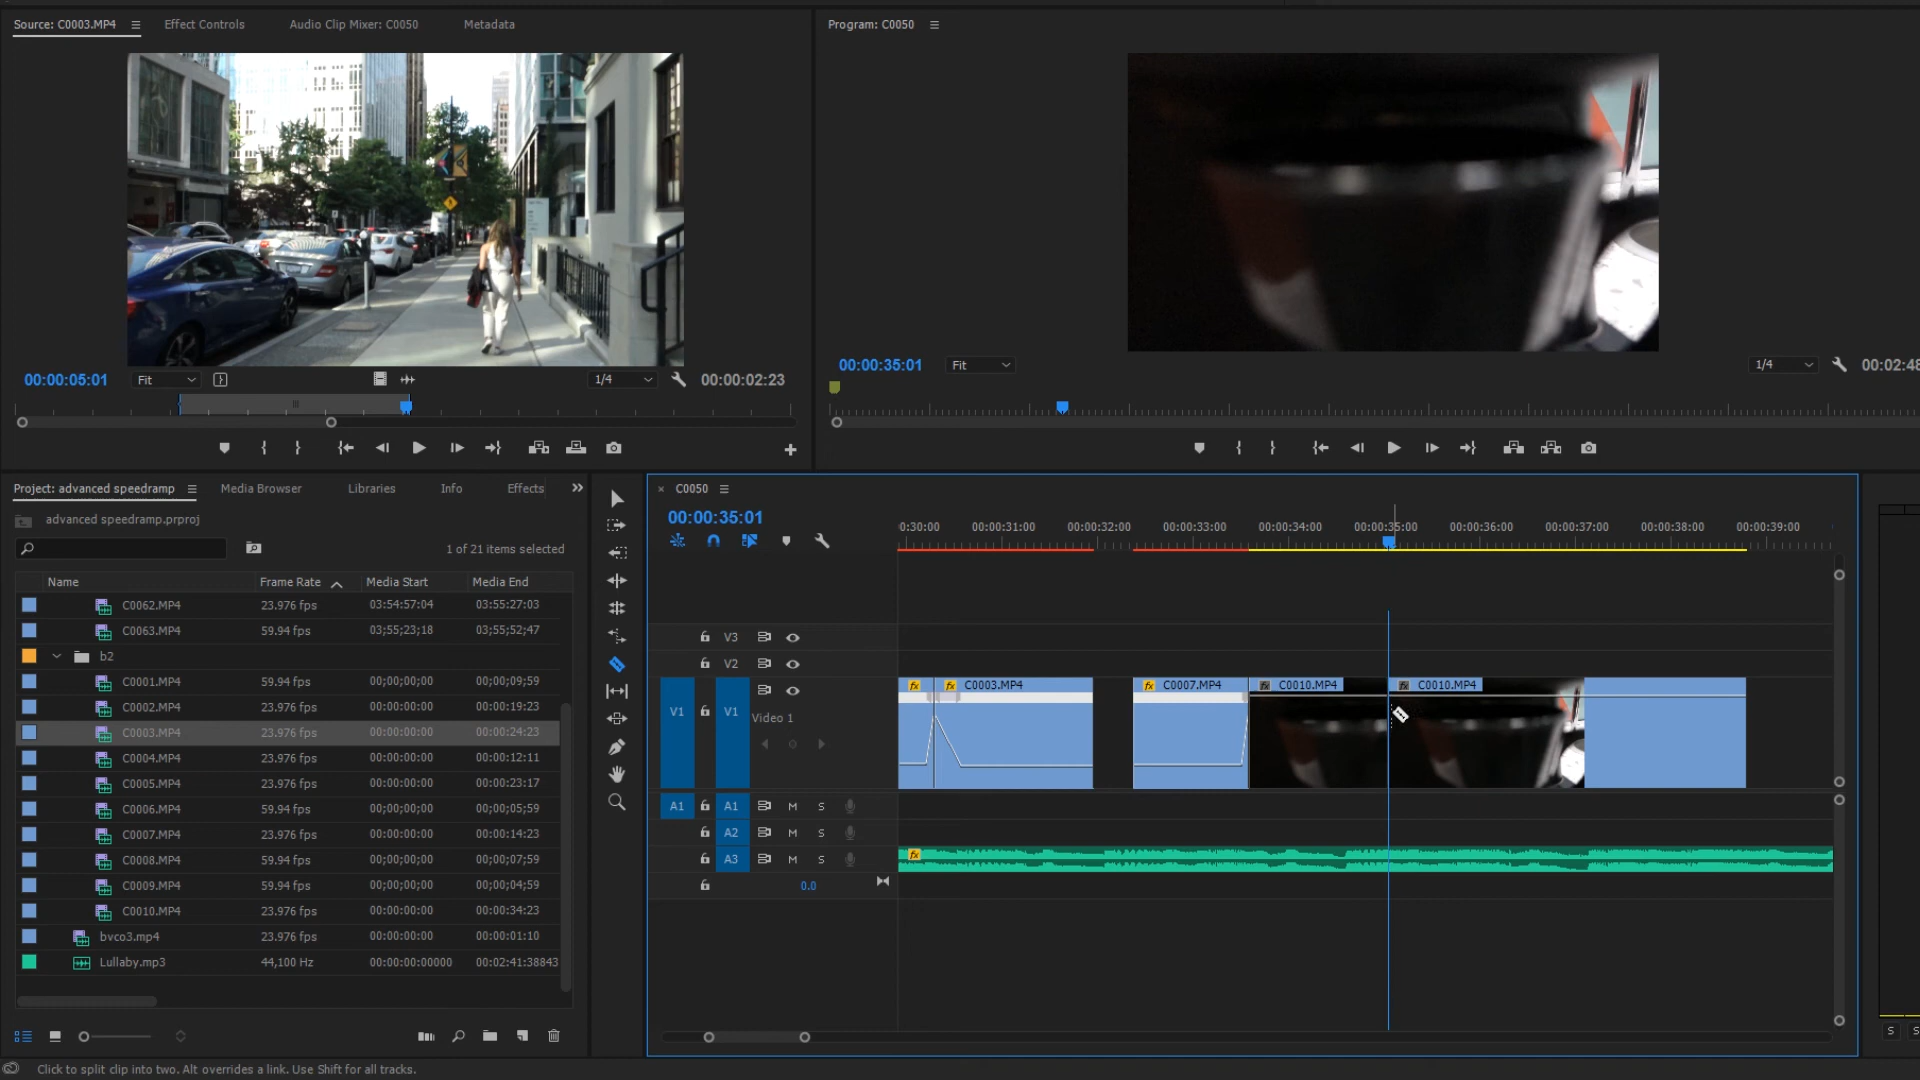 Source: C0003.MP4
Effect Controls
Audio Clip Mixer: C0050
Metadata
Program: C0050
00:00:05:01
Fit
1/4
00:00:02:23
00:00:35:01
Fit
1/4
00:02:48
Project: advanced speedramp
Media Browser
Libraries
Info
Effects
advanced speedramp.prproj
1 of 21 items selected
Name
Frame Rate
Media Start
Media End
C0062.MP4 23.976 fps 03:54:57:04 03:55:27:03
C0063.MP4 59.94 fps 03;55;23;18 03;55;52;47
b2
C0001.MP4 59.94 fps 00;00;00;00 00;00;09;59
C0002.MP4 23.976 fps 00:00:00:00 00:00:19:23
C0003.MP4 23.976 fps 00:00:00:00 00:00:24:23
C0004.MP4 23.976 fps 00:00:00:00 00:00:12:11
C0005.MP4 23.976 fps 00:00:00:00 00:00:23:17
C0006.MP4 59.94 fps 00;00;00;00 00;00;05;59
C0007.MP4 23.976 fps 00:00:00:00 00:00:14:23
C0008.MP4 59.94 fps 00;00;00;00 00;00;07;59
C0009.MP4 59.94 fps 00;00;00;00 00;00;04;59
C0010.MP4 23.976 fps 00:00:00:00 00:00:34:23
bvco3.mp4 23.976 fps 00:00:00:00 00:00:01:10
Lullaby.mp3 44,100 Hz 00:00:00:00000 00:02:41:38843
C0050
00:00:35:01
0:30:00 00:00:31:00 00:00:32:00 00:00:33:00 00:00:34:00 00:00:35:00 00:00:36:00 00:00:37:00 00:00:38:00 00:00:39:00
V3
V2
V1 V1 Video 1
fx fx C0003.MP4 fx C0007.MP4 fx C0010.MP4 fx C0010.MP4
A1 A1 M S
A2 M S
A3 M S fx
0.0
S S
Click to split clip into two. Alt overrides a link. Use Shift for all tracks.